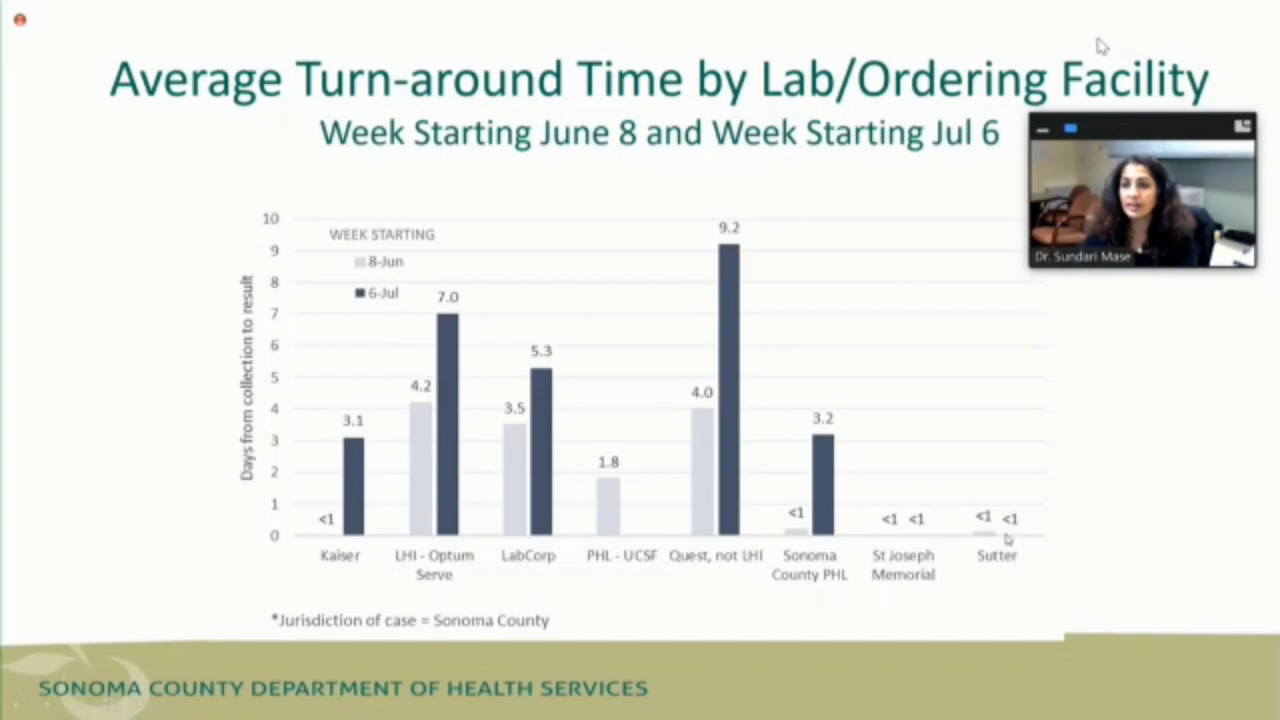 Average Turn-around Time by Lab/Ordering Facility
Week Starting June 8 and Week Starting Jul 6
Dr. Sundari Mase
WEEK STARTING
8-Jun
6-Jul
Days from collection to result
10
9
8
7
6
5
4
3
2
1
0
<1
3.1
4.2
7.0
3.5
5.3
1.8
4.0
9.2
<1
3.2
<1
<1
<1
<1
Kaiser
LHI - Optum
Serve
LabCorp
PHL - UCSF
Quest, not LHI
Sonoma
County PHL
St Joseph
Memorial
Sutter
*Jurisdiction of case = Sonoma County
SONOMA COUNTY DEPARTMENT OF HEALTH SERVICES